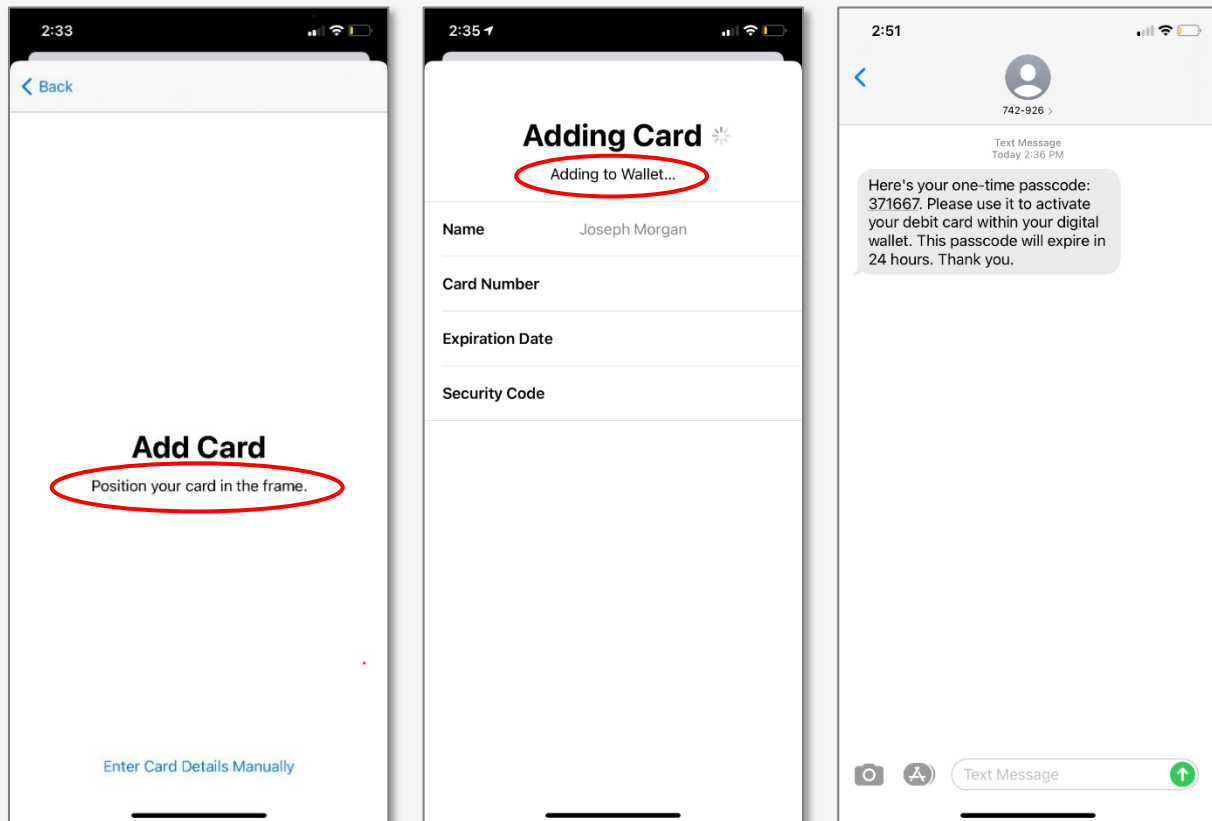 2:33
Back
Add Card
Position your card in the frame.
Enter Card Details Manually
2:35
Adding Card
Adding to Wallet...
Name Joseph Morgan
Card Number
Expiration Date
Security Code
2:51
742-926
Text Message
Today 2:36 PM
Here's your one-time passcode:
371667. Please use it to activate
your debit card within your digital
wallet. This passcode will expire in
24 hours. Thank you.
Text Message